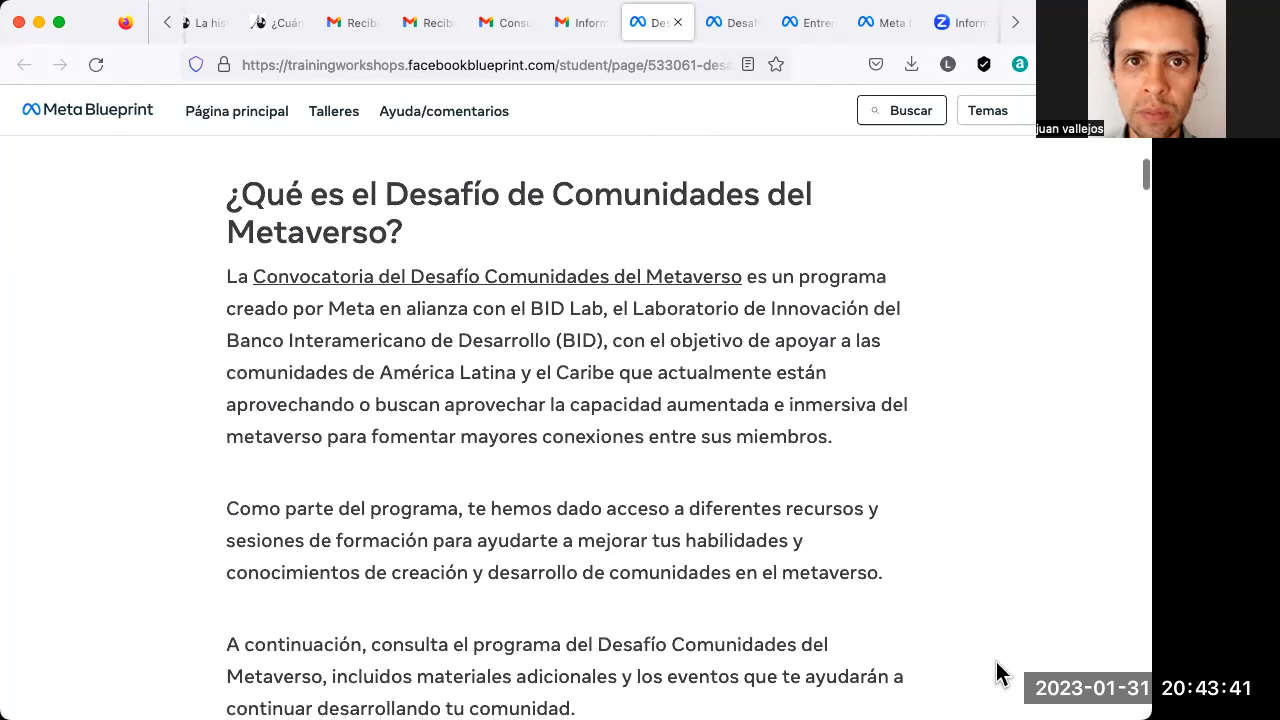 La his
¿Cuán
Recib
Recib
Consu
Inform
Des
Desaf
Entrer
Meta
Inform
https://trainingworkshops.facebookblueprint.com/student/page/533061-desa
L
a
Meta Blueprint
Página principal
Talleres
Ayuda/comentarios
Buscar
Temas
juan vallejos
¿Qué es el Desafío de Comunidades del
Metaverso?
La Convocatoria del Desafío Comunidades del Metaverso es un programa
creado por Meta en alianza con el BID Lab, el Laboratorio de Innovación del
Banco Interamericano de Desarrollo (BID), con el objetivo de apoyar a las
comunidades de América Latina y el Caribe que actualmente están
aprovechando o buscan aprovechar la capacidad aumentada e inmersiva del
metaverso para fomentar mayores conexiones entre sus miembros.
Como parte del programa, te hemos dado acceso a diferentes recursos y
sesiones de formación para ayudarte a mejorar tus habilidades y
conocimientos de creación y desarrollo de comunidades en el metaverso.
A continuación, consulta el programa del Desafío Comunidades del
Metaverso, incluidos materiales adicionales y los eventos que te ayudarán a
continuar desarrollando tu comunidad.
2023-01-31 20:43:41